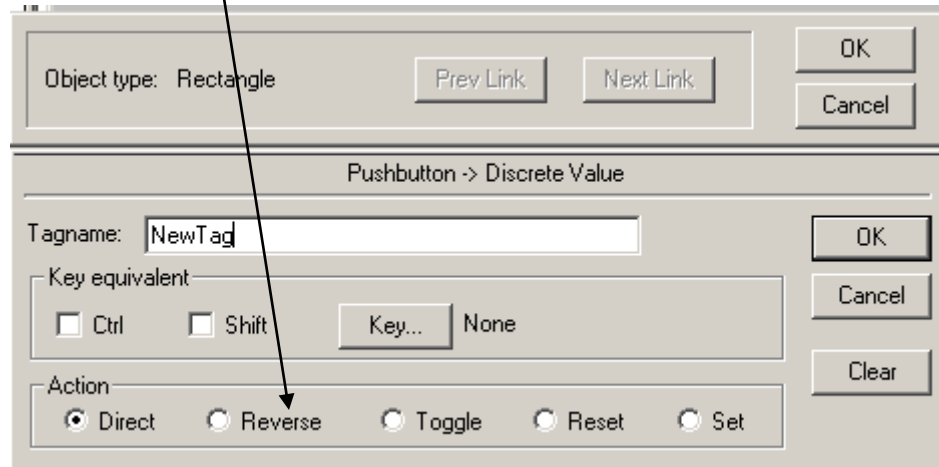 Object type: Rectangle Prev Link Next Link OK
Cancel
Pushbutton -> Discrete Value
Tagname: NewTag OK
Key equivalent Cancel
Ctrl Shift Key... None
Clear
Action
Direct Reverse Toggle Reset Set